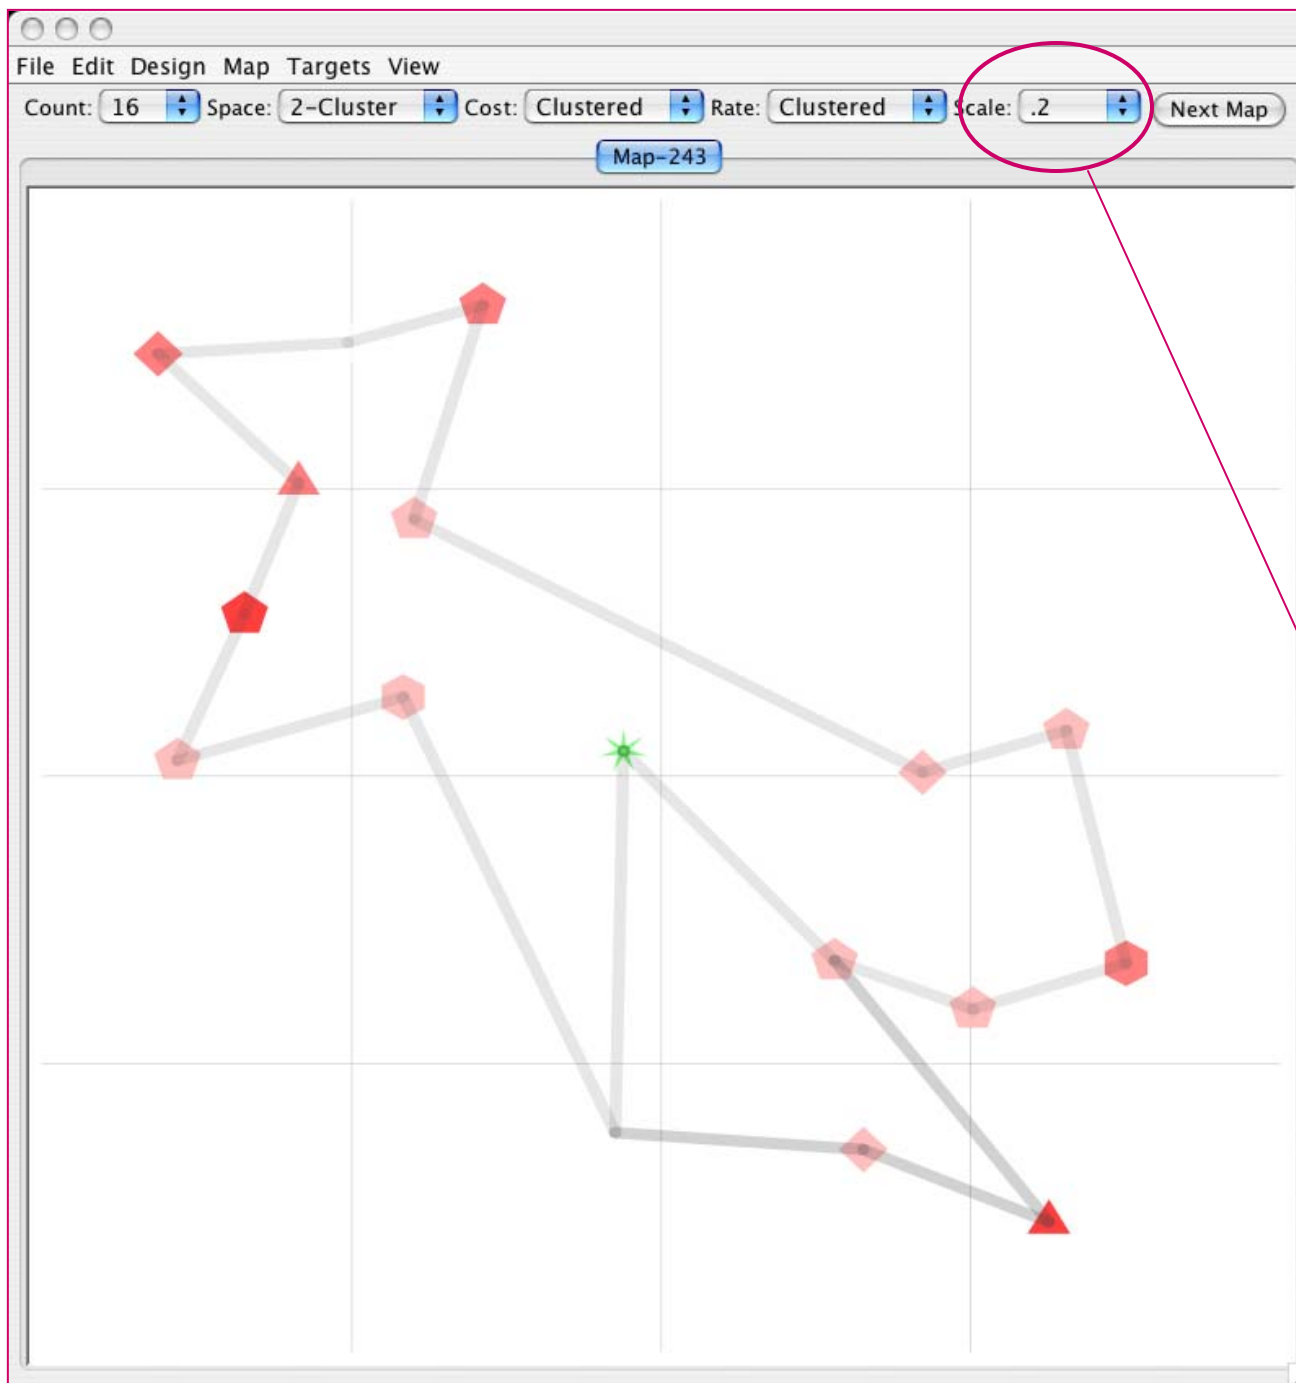 File Edit Design Map Targets View
Count: 16 Space: 2-Cluster Cost: Clustered Rate: Clustered Scale: .2 Next Map
Map-243